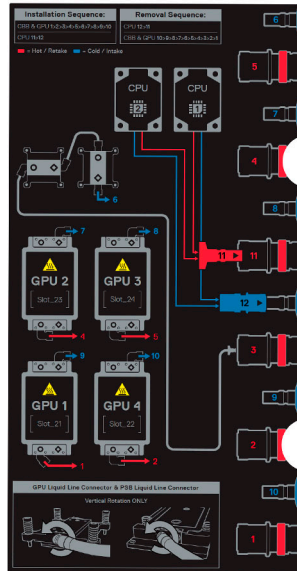 Installation Sequence:
CBB & GPU 1>2>3>4>5>6>7>8>9>10
CPU 11>12
Removal Sequence:
CPU 12>11
CBB & GPU 10>9>8>7>6>5>4>3>2>1
= Hot / Retake
= Cold / Intake
CPU
2
CPU
1
6
7
8
GPU 2
Slot_23
GPU 3
Slot_24
4
5
9
10
GPU 1
Slot_21
GPU 4
Slot_22
1
2
11
12
6
5
7
4
8
11
3
9
2
10
1
GPU Liquid Line Connector & PSB Liquid Line Connector
Vertical Rotation ONLY